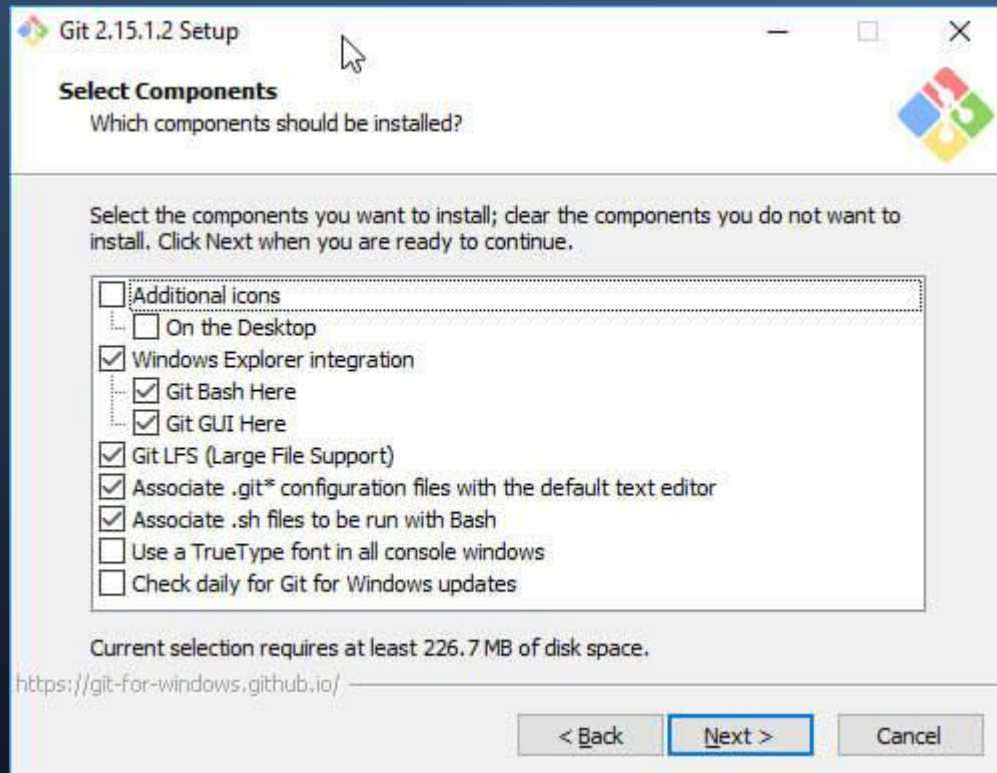 Git 2.15.1.2 Setup
Select Components
Which components should be installed?
Select the components you want to install; clear the components you do not want to
install. Click Next when you are ready to continue.
Additional icons
On the Desktop
Windows Explorer integration
Git Bash Here
Git GUI Here
Git LFS (Large File Support)
Associate .git* configuration files with the default text editor
Associate .sh files to be run with Bash
Use a TrueType font in all console windows
Check daily for Git for Windows updates
Current selection requires at least 226.7 MB of disk space.
https://git-for-windows.github.io/
< Back Next > Cancel